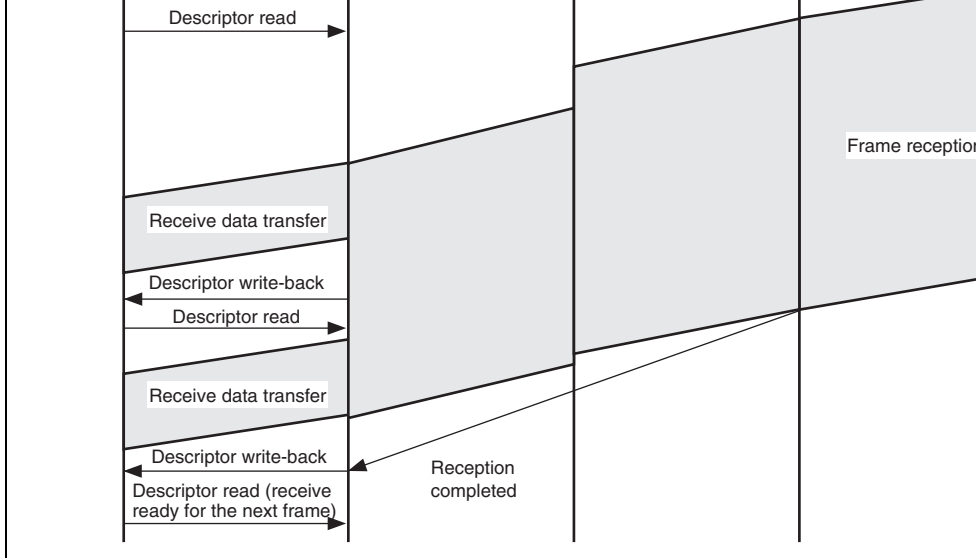 Descriptor read
Frame reception
Receive data transfer
Descriptor write-back
Descriptor read
Receive data transfer
Descriptor write-back
Reception
completed
Descriptor read (receive
ready for the next frame)